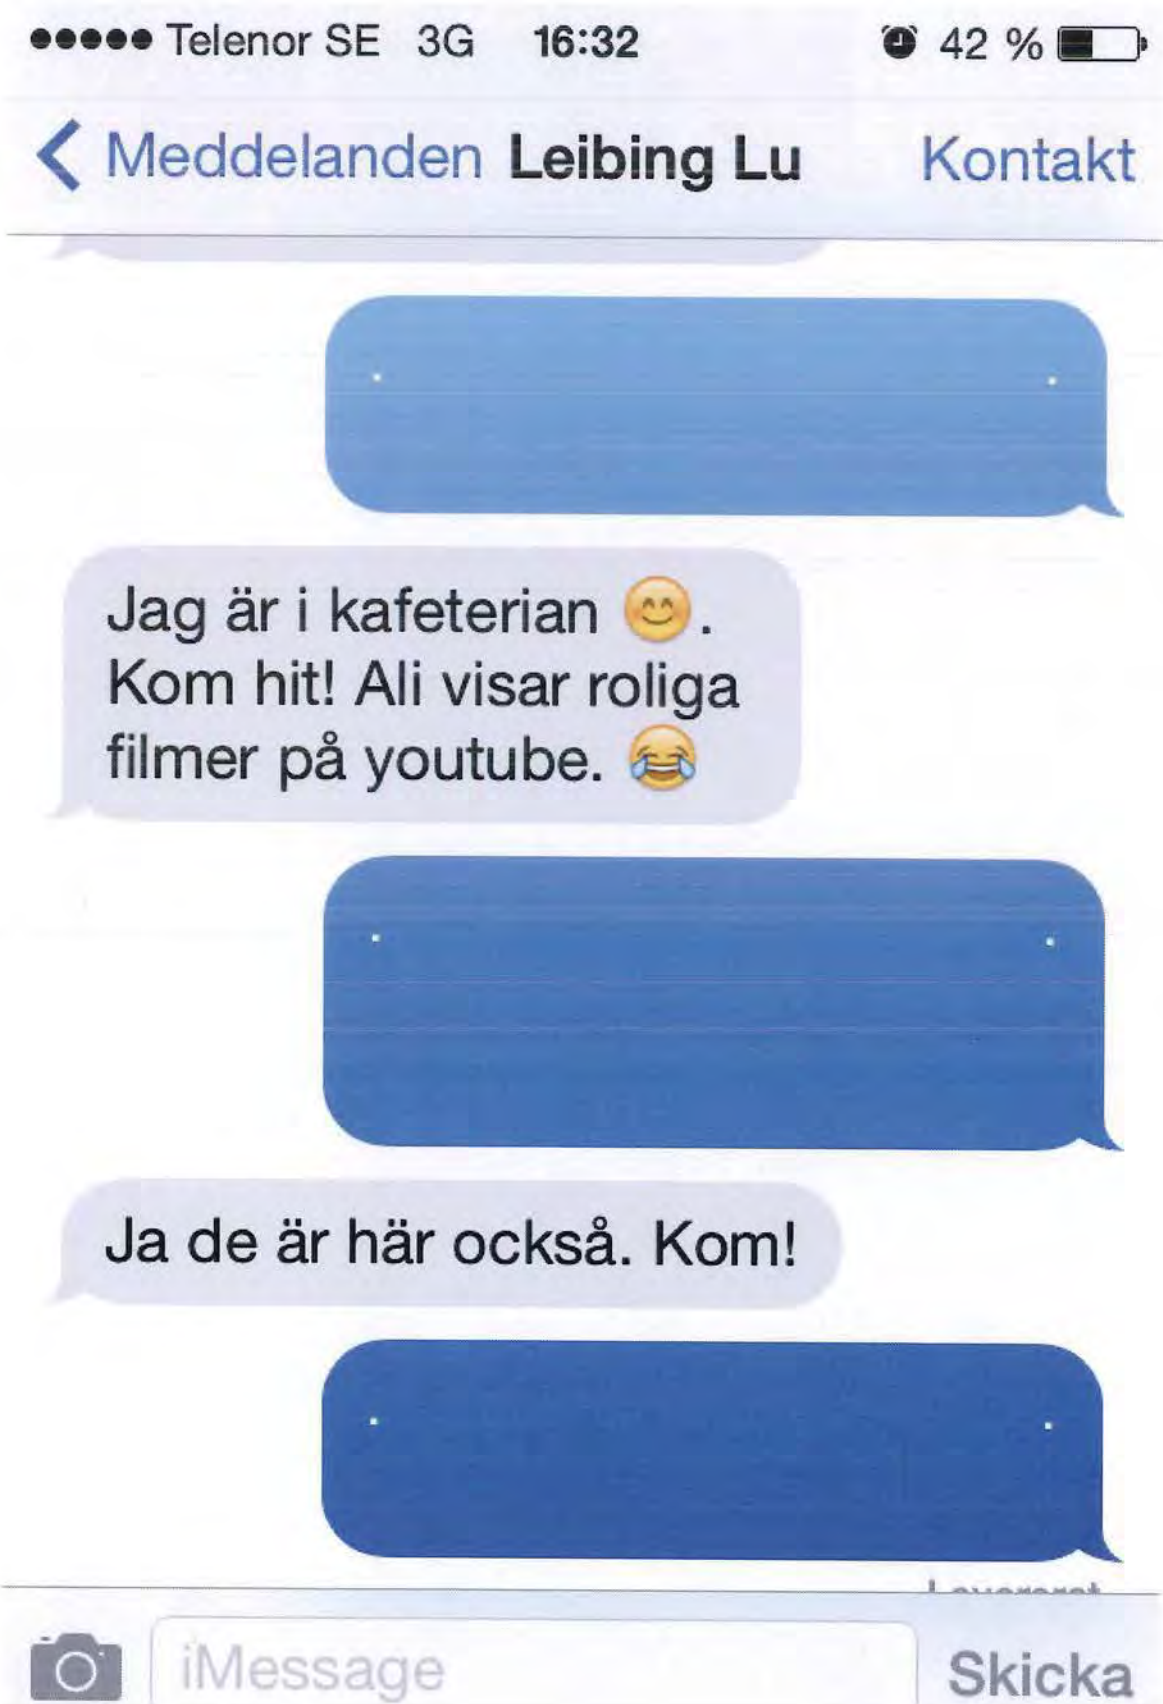 ●●●●● Telenor SE 3G 16:32 42 %
Meddelanden Leibing Lu Kontakt
Jag är i kafeterian 😊.
Kom hit! Ali visar roliga
filmer på youtube. 😂
Ja de är här också. Kom!
iMessage Skicka